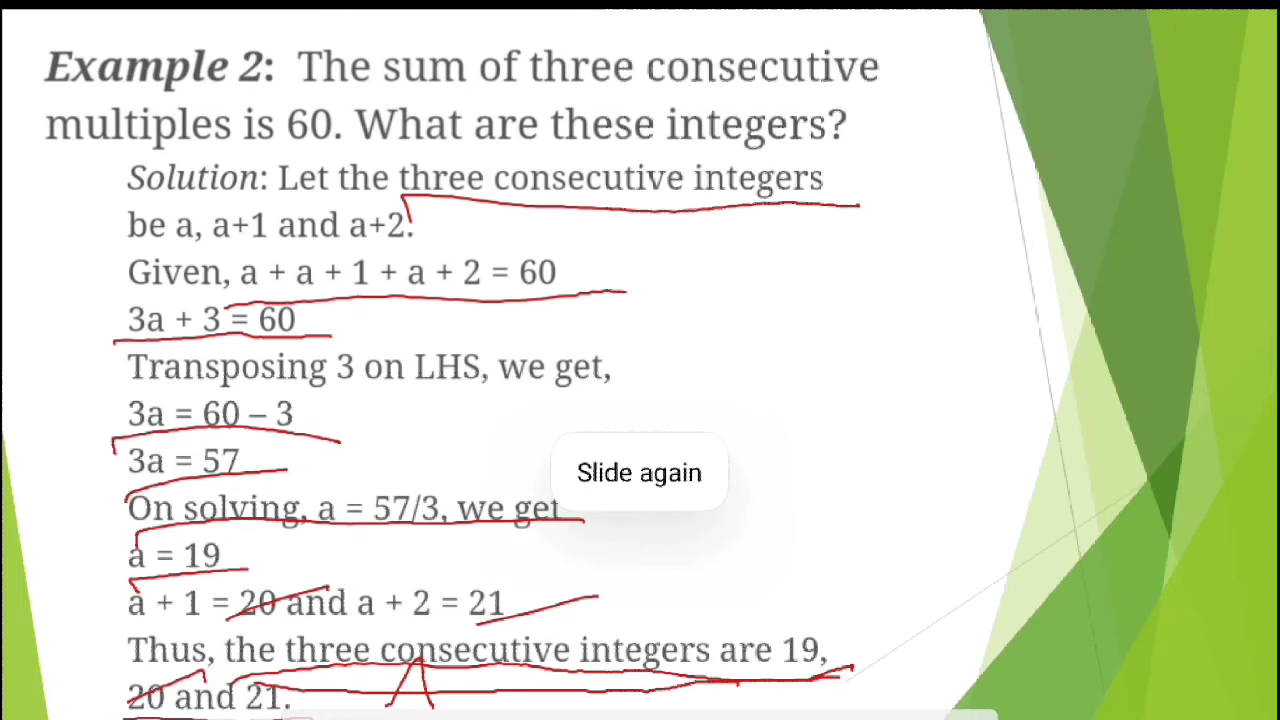 Example 2: The sum of three consecutive
multiples is 60. What are these integers?
Solution: Let the three consecutive integers
be a, a+1 and a+2.
Given, a + a + 1 + a + 2 = 60
3a + 3 = 60
Transposing 3 on LHS, we get,
3a = 60 – 3
3a = 57
Slide again
On solving, a = 57/3, we get
a = 19
a + 1 = 20 and a + 2 = 21
Thus, the three consecutive integers are 19,
20 and 21.